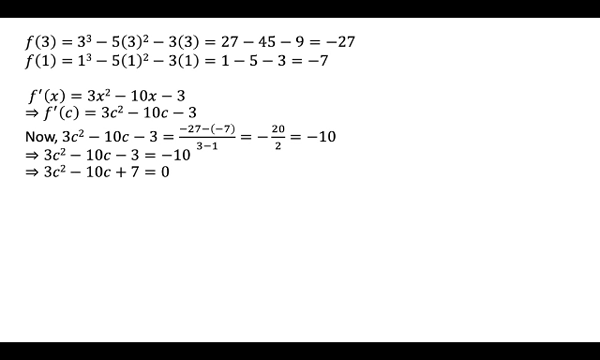 f(3) = 3³ − 5(3)² − 3(3) = 27 − 45 − 9 = −27
f(1) = 1³ − 5(1)² − 3(1) = 1 − 5 − 3 = −7
f′(x) = 3x² − 10x − 3
⇒ f′(c) = 3c² − 10c − 3
Now, 3c² − 10c − 3 = −27−(−7)/3−1 = −20/2 = −10
⇒ 3c² − 10c − 3 = −10
⇒ 3c² − 10c + 7 = 0